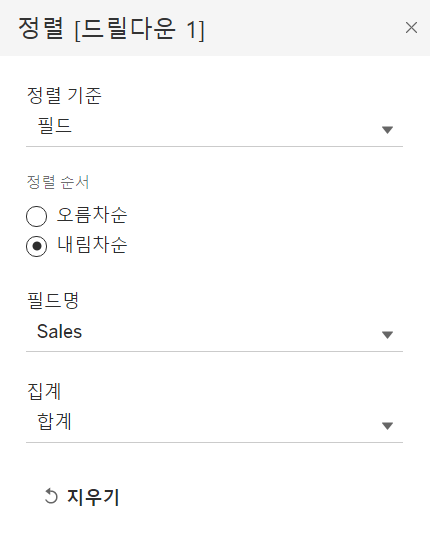 정렬 [드릴다운 1]
정렬 기준
필드
정렬 순서
오름차순
내림차순
필드명
Sales
집계
합계
지우기